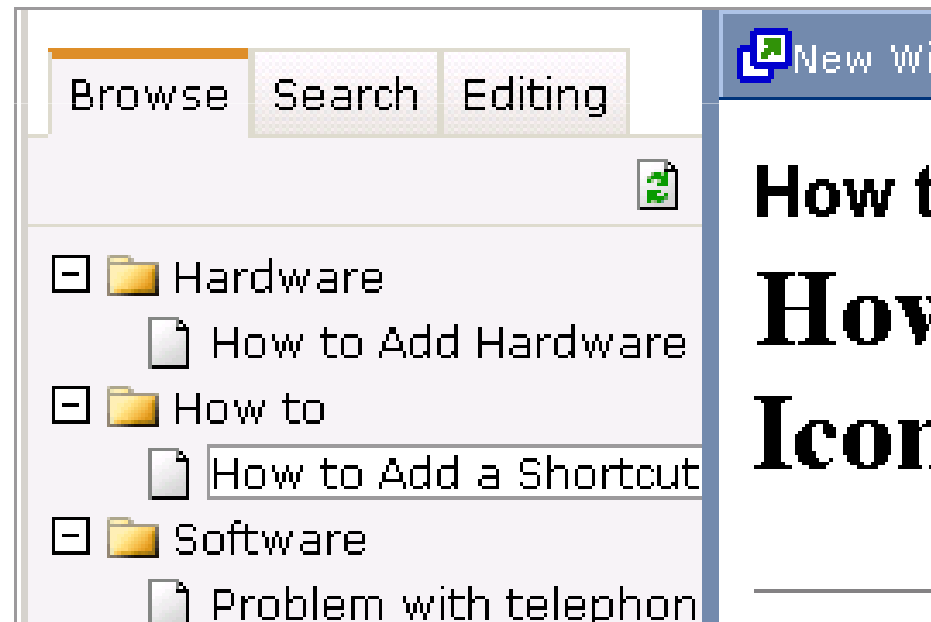 Browse Search Editing
New Wi
How t
Hardware
How to Add Hardware
How to
How to Add a Shortcut
Software
Problem with telephon
How
Icon